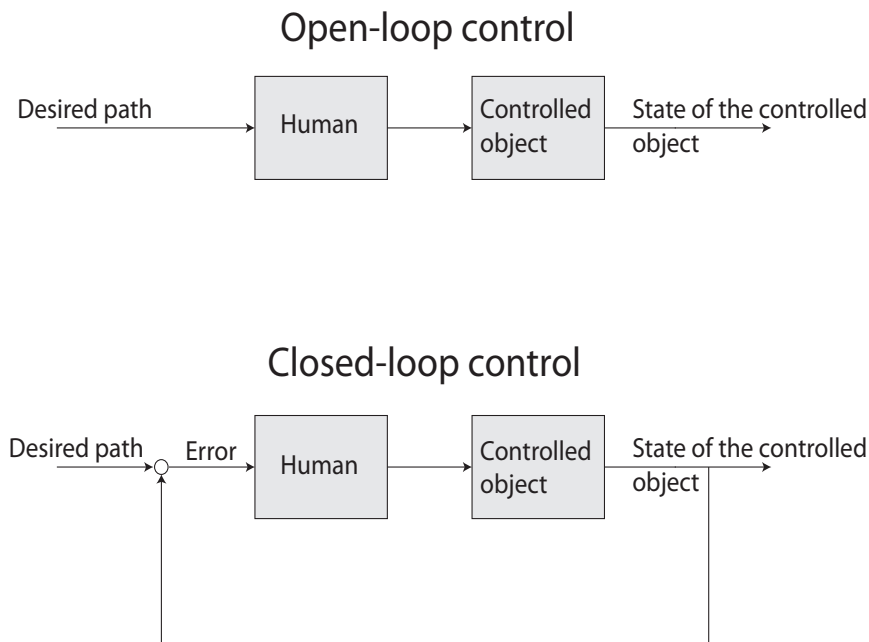 Open-loop control
Desired path
Human
Controlled
object
State of the controlled
object
Closed-loop control
Desired path
Error
Human
Controlled
object
State of the controlled
object